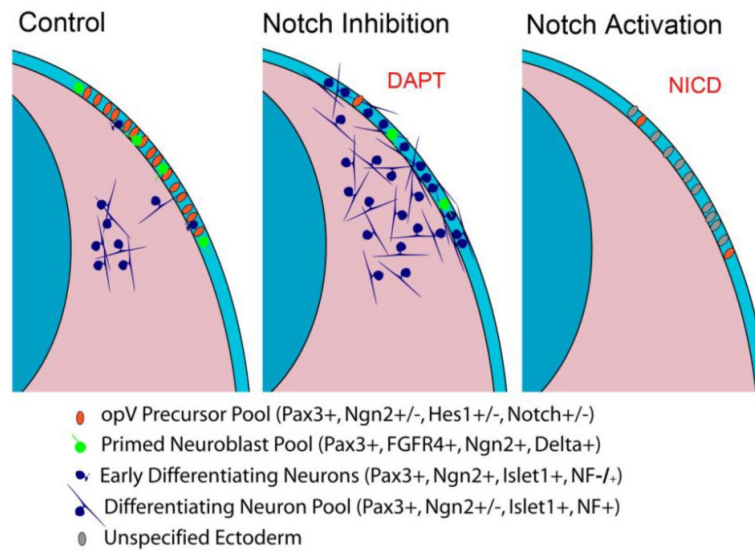 Control
Notch Inhibition
Notch Activation
DAPT
NICD
opV Precursor Pool (Pax3+, Ngn2+/-, Hes1+/-, Notch+/-)
Primed Neuroblast Pool (Pax3+, FGFR4+, Ngn2+, Delta+)
Early Differentiating Neurons (Pax3+, Ngn2+, Islet1+, NF-/+)
Differentiating Neuron Pool (Pax3+, Ngn2+/-, Islet1+, NF+)
Unspecified Ectoderm